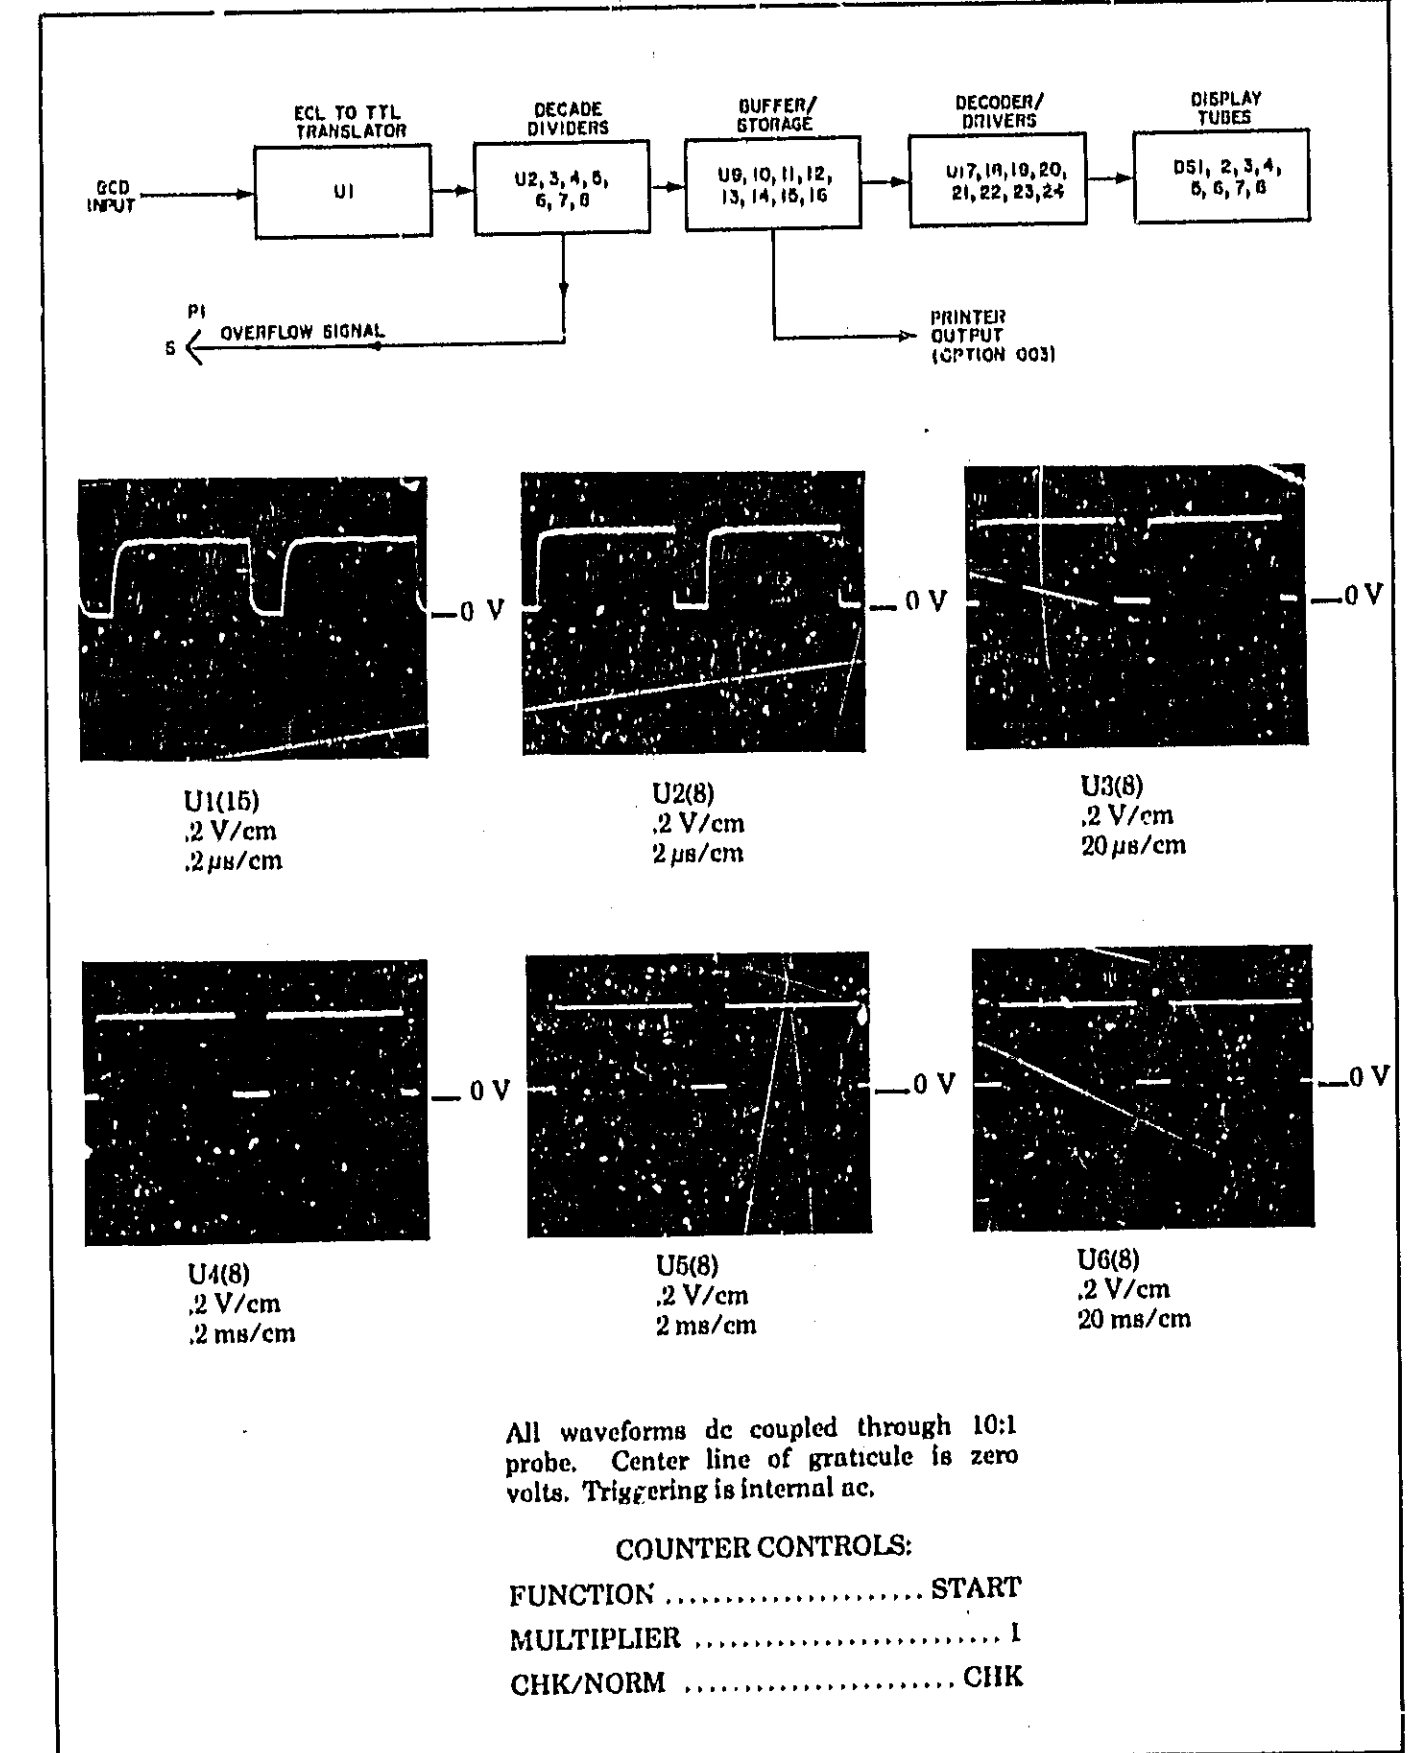 ECL TO TTL
TRANSLATOR
DECADE
DIVIDERS
BUFFER/
STORAGE
DECODER/
DRIVERS
DISPLAY
TUBES
BCD
INPUT
U1
U2, 3, 4, 5,
6, 7, 8
U9, 10, 11, 12,
13, 14, 15, 16
U17, 18, 19, 20,
21, 22, 23, 24
DS1, 2, 3, 4,
5, 6, 7, 8
P1
5
OVERFLOW SIGNAL
PRINTER
OUTPUT
(OPTION 003)
0 V
0 V
0 V
U1(15)
.2 V/cm
.2 μs/cm
U2(8)
.2 V/cm
2 μs/cm
U3(8)
.2 V/cm
20 μs/cm
0 V
0 V
0 V
U4(8)
.2 V/cm
.2 ms/cm
U5(8)
.2 V/cm
2 ms/cm
U6(8)
.2 V/cm
20 ms/cm
All waveforms dc coupled through 10:1
probe. Center line of graticule is zero
volts. Triggering is internal ac.
COUNTER CONTROLS:
FUNCTION ...................... START
MULTIPLIER .......................... 1
CHK/NORM ....................... CHK